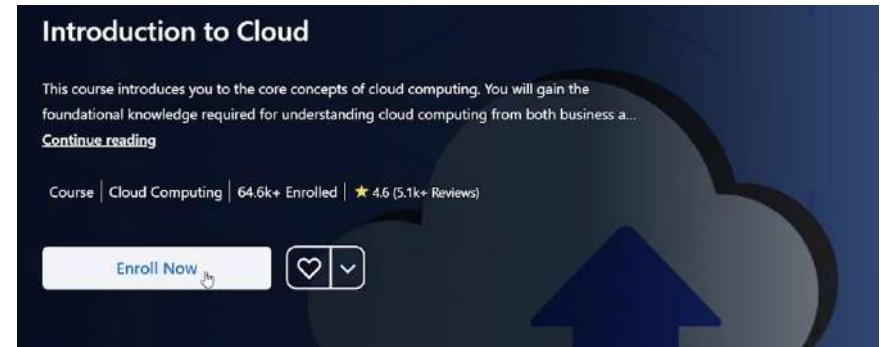 Introduction to Cloud
This course introduces you to the core concepts of cloud computing. You will gain the
foundational knowledge required for understanding cloud computing from both business a...
Continue reading
Course | Cloud Computing | 64.6k+ Enrolled | ★ 4.6 (5.1k+ Reviews)
Enroll Now